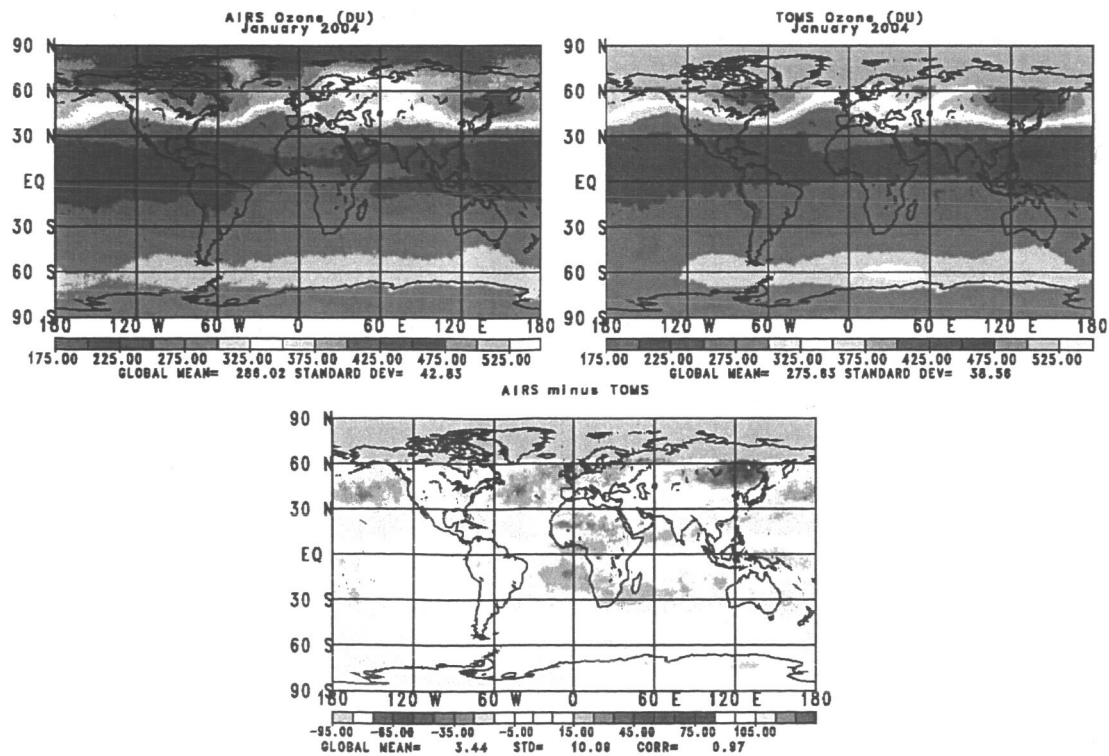 AIRS Ozone (DU)
January 2004
90 N
60
30
N
EQ
30
S
60
S
90 S
180 120 W 60 W 0 60 E 120 E 180
175.00 225.00 275.00 325.00 375.00 425.00 475.00 525.00
GLOBAL MEAN= 286.02 STANDARD DEV= 42.83
TOMS Ozone (DU)
January 2004
90 N
60
30
N
EQ
30
S
60
S
90 S
180 120 W 60 W 0 60 E 120 E 180
175.00 225.00 275.00 325.00 375.00 425.00 475.00 525.00
GLOBAL MEAN= 275.83 STANDARD DEV= 38.56
AIRS minus TOMS
90 N
60
N
30
N
EQ
30
S
60
S
90 S
180 120 W 60 W 0 60 E 120 E 180
-95.00 -65.00 -35.00 -5.00 15.00 45.00 75.00 105.00
GLOBAL MEAN= 3.44 STD= 10.08 CORR= 0.97